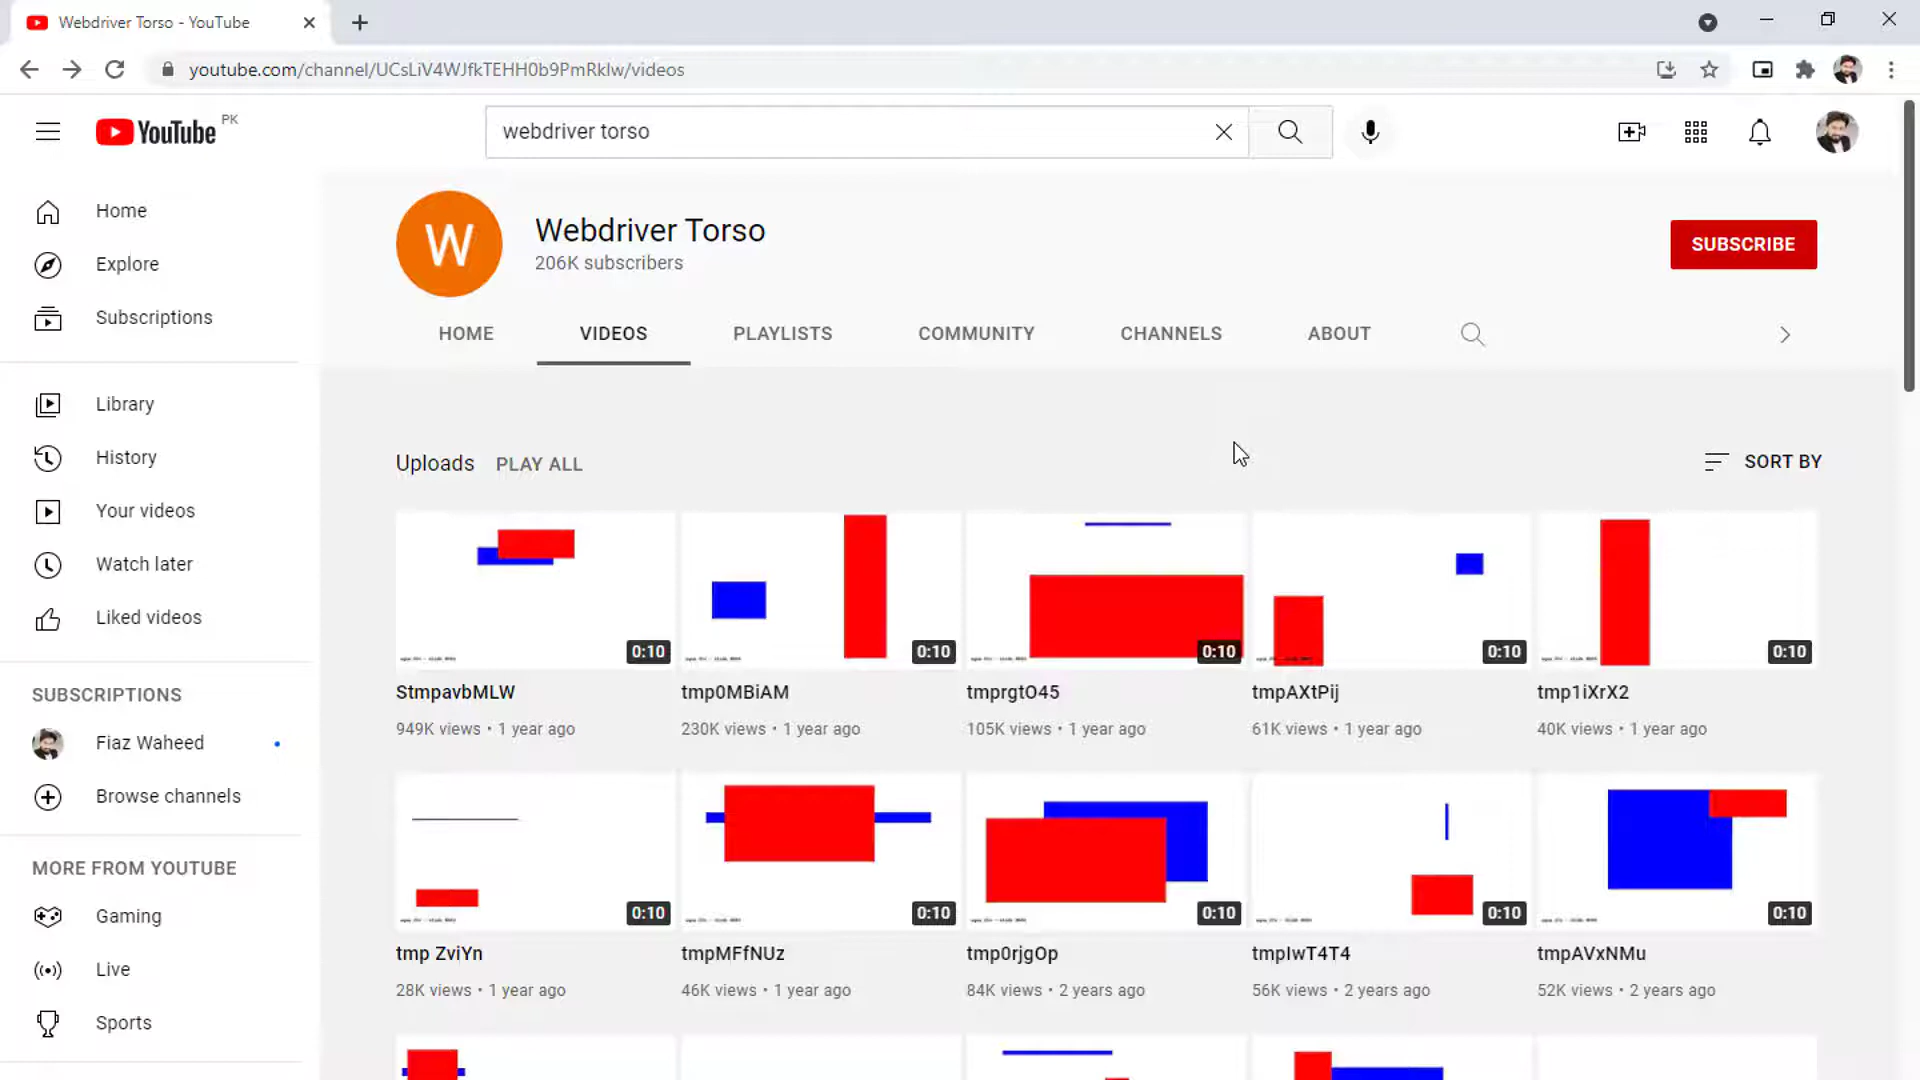 Webdriver Torso - YouTube
youtube.com/channel/UCsLiV4WJfkTEHH0b9PmRklw/videos
YouTube PK
webdriver torso
Home
Explore
Subscriptions
Library
History
Your videos
Watch later
Liked videos
SUBSCRIPTIONS
Fiaz Waheed
Browse channels
MORE FROM YOUTUBE
Gaming
Live
Sports
W
Webdriver Torso
206K subscribers
SUBSCRIBE
HOME VIDEOS PLAYLISTS COMMUNITY CHANNELS ABOUT
Uploads PLAY ALL
SORT BY
0:10 0:10 0:10 0:10 0:10
StmpavbMLW tmp0MBiAM tmprgtO45 tmpAXtPij tmp1iXrX2
949K views • 1 year ago 230K views • 1 year ago 105K views • 1 year ago 61K views • 1 year ago 40K views • 1 year ago
0:10 0:10 0:10 0:10 0:10
tmp ZviYn tmpMFfNUz tmp0rjgOp tmpIwT4T4 tmpAVxNMu
28K views • 1 year ago 46K views • 1 year ago 84K views • 2 years ago 56K views • 2 years ago 52K views • 2 years ago